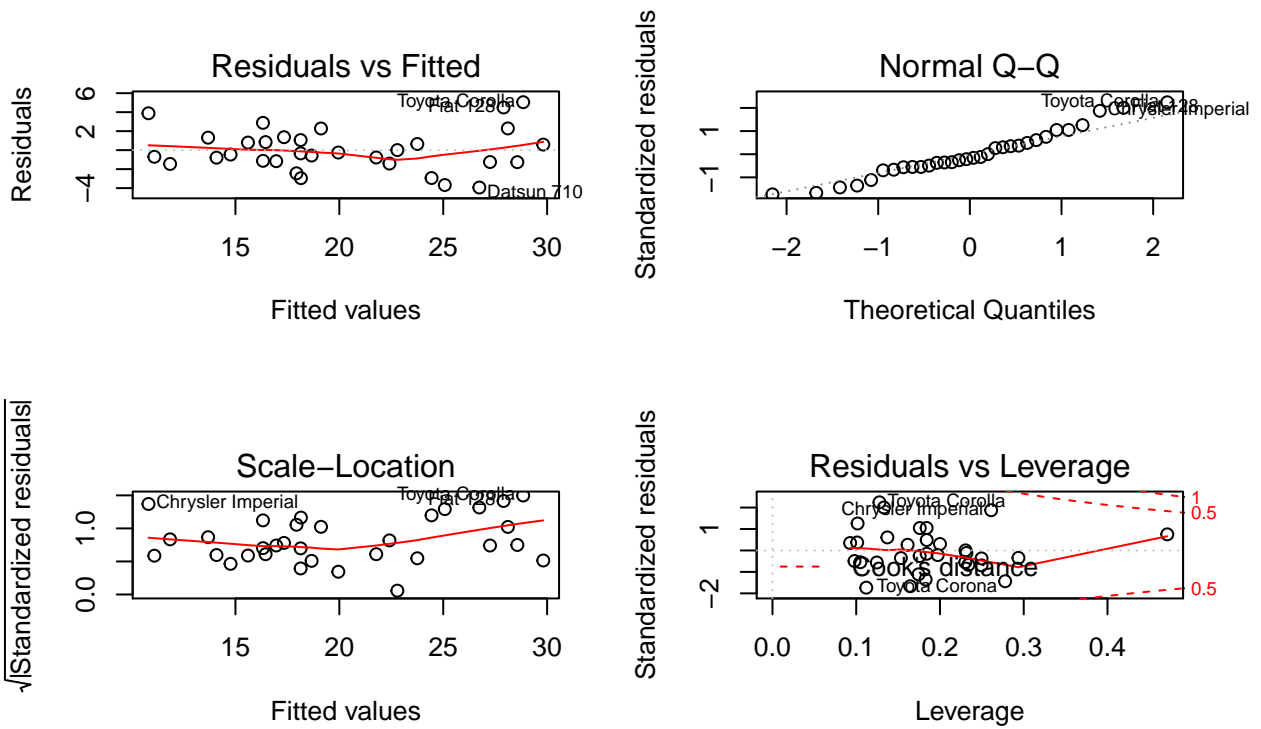 Residuals vs Fitted
Residuals
6
2
−4
Toyota Corolla
Fiat 128
Datsun 710
15 20 25 30
Fitted values
Normal Q−Q
Standardized residuals
1
−1
Toyota Corolla
Fiat 128
Chrysler Imperial
−2 −1 0 1 2
Theoretical Quantiles
Scale−Location
√|Standardized residuals|
1.0
0.0
Chrysler Imperial
Toyota Corolla
Fiat 128
15 20 25 30
Fitted values
Residuals vs Leverage
Standardized residuals
1
−2
Toyota Corolla
Chrysler Imperial
Cook's distance
Toyota Corona
1
0.5
0.5
0.0 0.1 0.2 0.3 0.4
Leverage